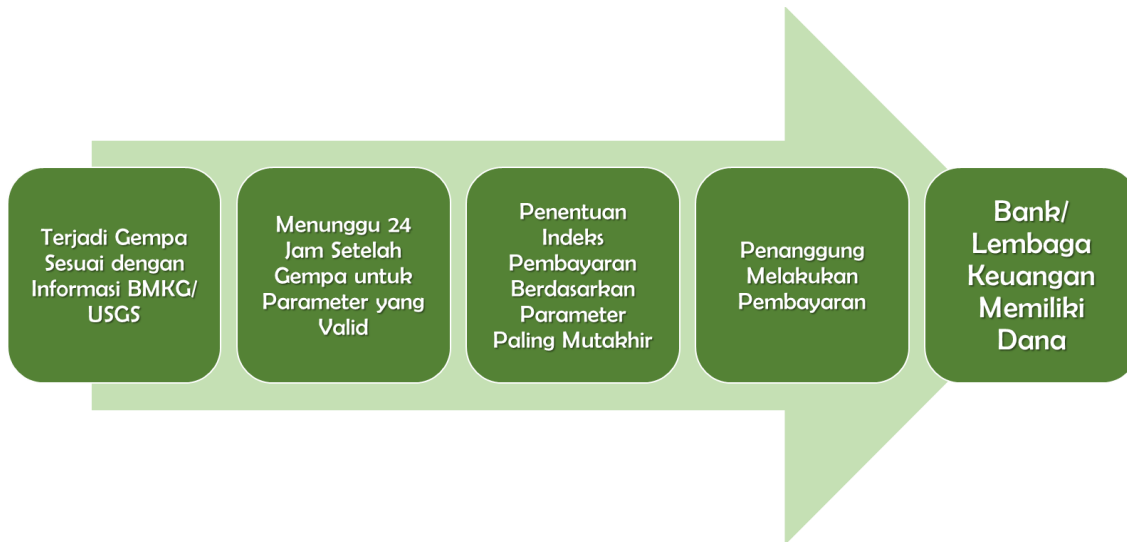 Terjadi Gempa
Sesuai dengan
Informasi BMKG/
USGS
Menunggu 24
Jam Setelah
Gempa untuk
Parameter yang
Valid
Penentuan
Indeks
Pembayaran
Berdasarkan
Parameter
Paling Mutakhir
Penanggung
Melakukan
Pembayaran
Bank/
Lembaga
Keuangan
Memiliki
Dana